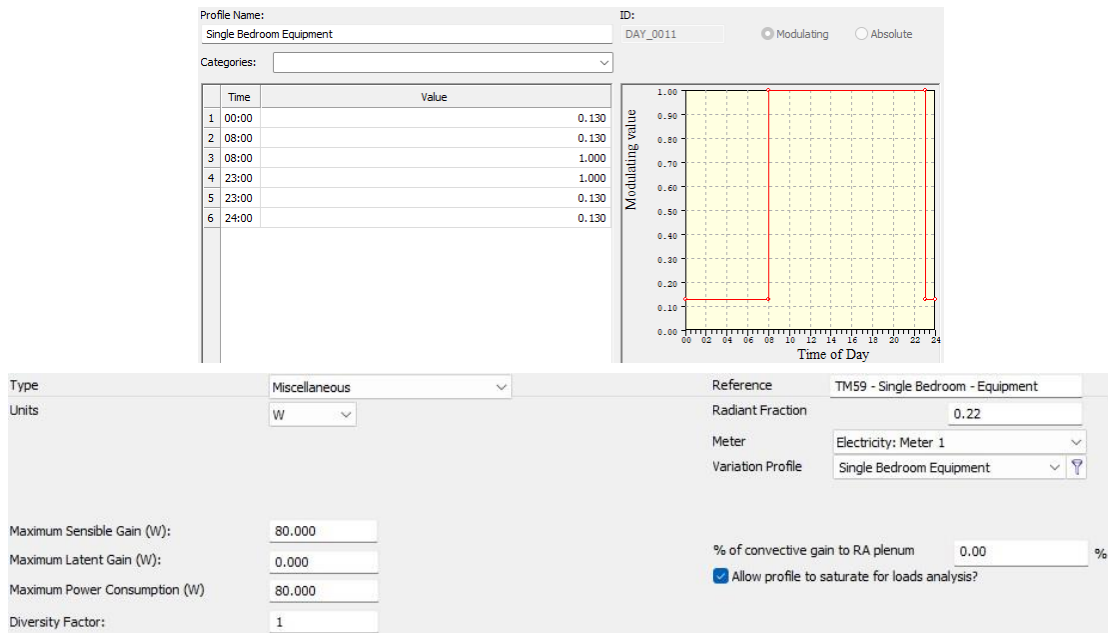 Profile Name: ID:
Single Bedroom Equipment DAY_0011 Modulating Absolute
Categories:
Time Value
1 00:00 0.130
2 08:00 0.130
3 08:00 1.000
4 23:00 1.000
5 23:00 0.130
6 24:00 0.130
Modulating value
1.00
0.90
0.80
0.70
0.60
0.50
0.40
0.30
0.20
0.10
0.00
00 02 04 06 08 10 12 14 16 18 20 22 24
Time of Day
Type Miscellaneous Reference TM59 - Single Bedroom - Equipment
Units W Radiant Fraction 0.22
Meter Electricity: Meter 1
Variation Profile Single Bedroom Equipment
Maximum Sensible Gain (W): 80.000
% of convective gain to RA plenum 0.00 %
Maximum Latent Gain (W): 0.000
Allow profile to saturate for loads analysis?
Maximum Power Consumption (W) 80.000
Diversity Factor: 1